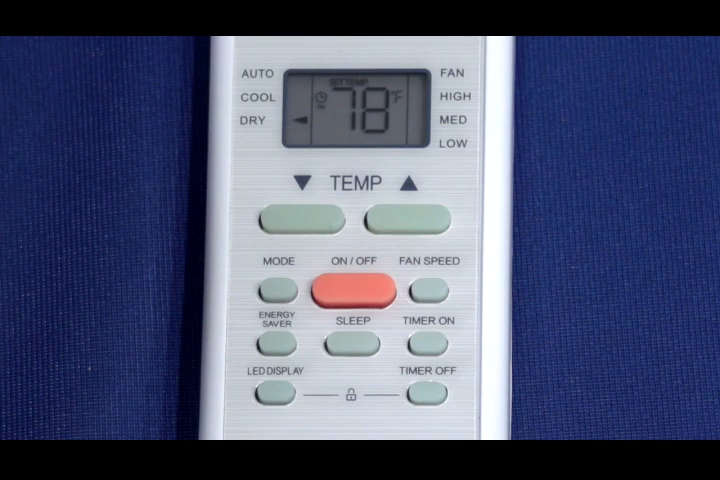 SET TEMP.
AUTO
COOL
DRY
78°F
FAN
HIGH
MED
LOW
▼ TEMP ▲
MODE
ON / OFF
FAN SPEED
ENERGY
SAVER
SLEEP
TIMER ON
LED DISPLAY
TIMER OFF